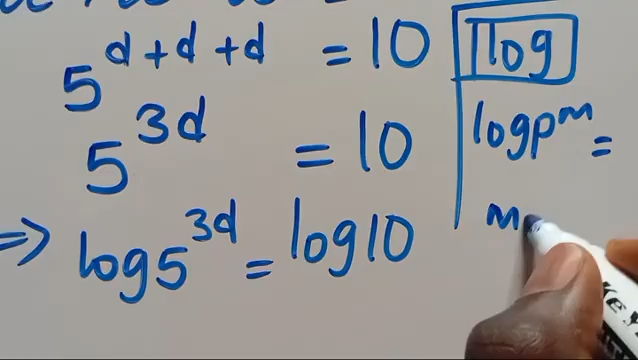 5^{d+d+d} = 10
5^{3d} = 10
⇒ log5^{3d} = log10
log
logp^m =
m